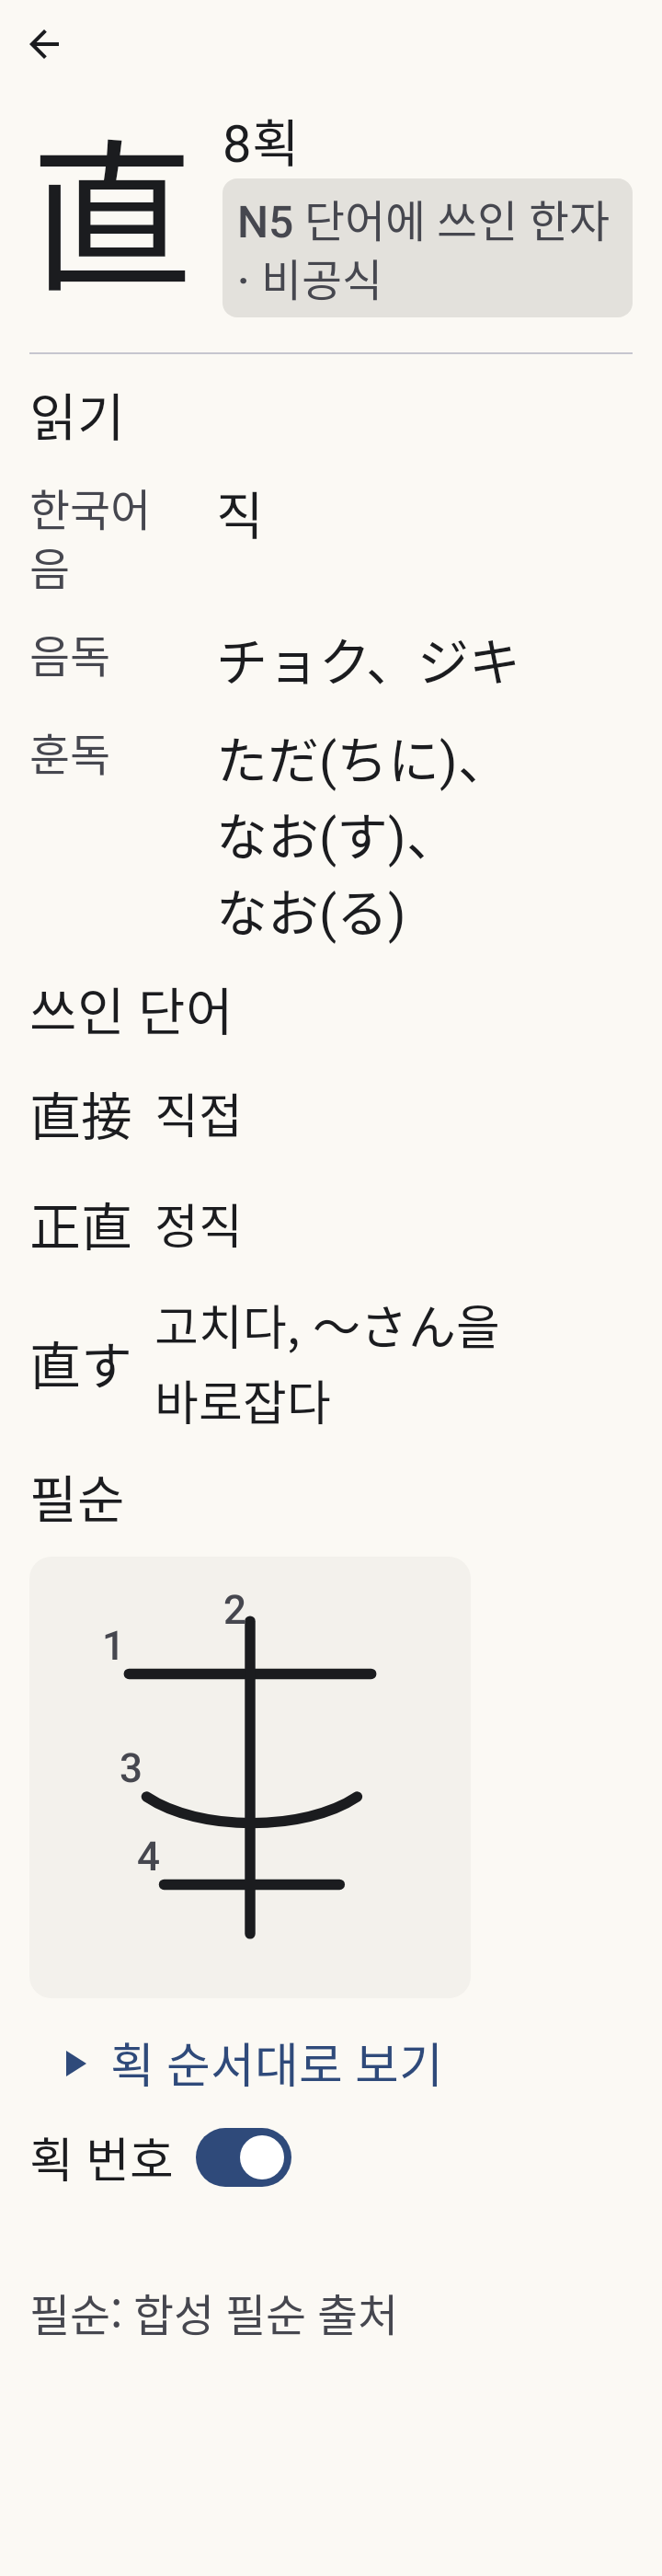 直
8획
N5 단어에 쓰인 한자
· 비공식
읽기
한국어
음
직
음독
チョク、ジキ
훈독
ただ(ちに)、
なお(す)、
なお(る)
쓰인 단어
直接 직접
正直 정직
直す
고치다, ～さん을
바로잡다
필순
1
2
3
4
획 순서대로 보기
획 번호
필순: 합성 필순 출처